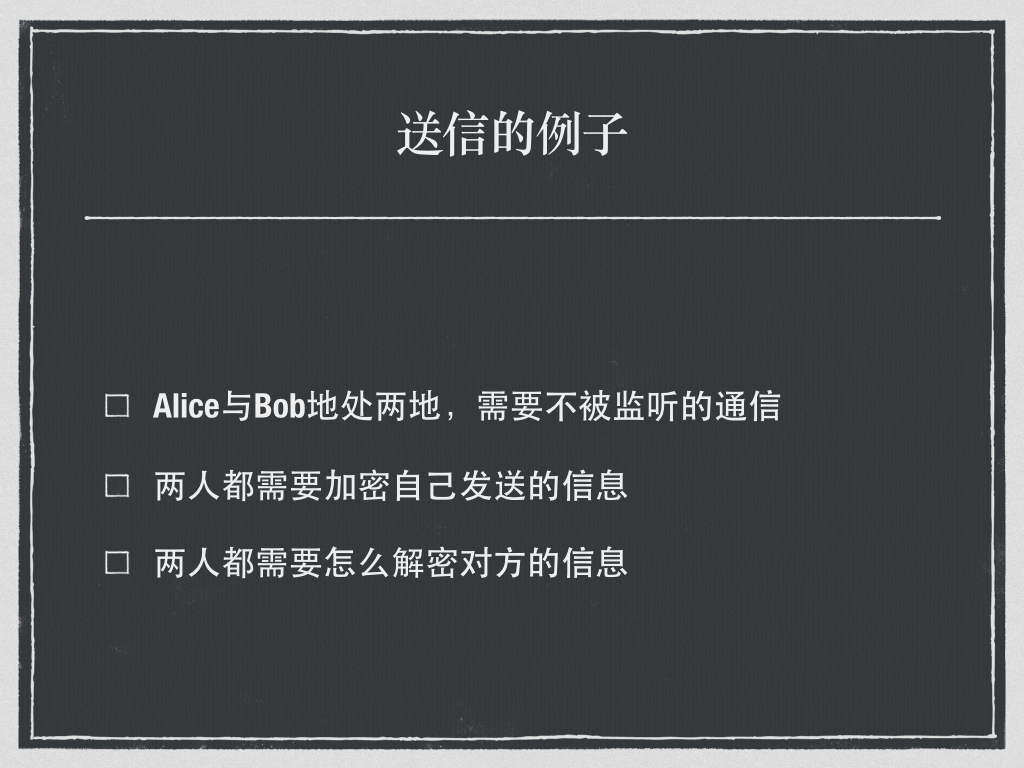 送信的例子
Alice与Bob地处两地，需要不被监听的通信
两人都需要加密自己发送的信息
两人都需要怎么解密对方的信息